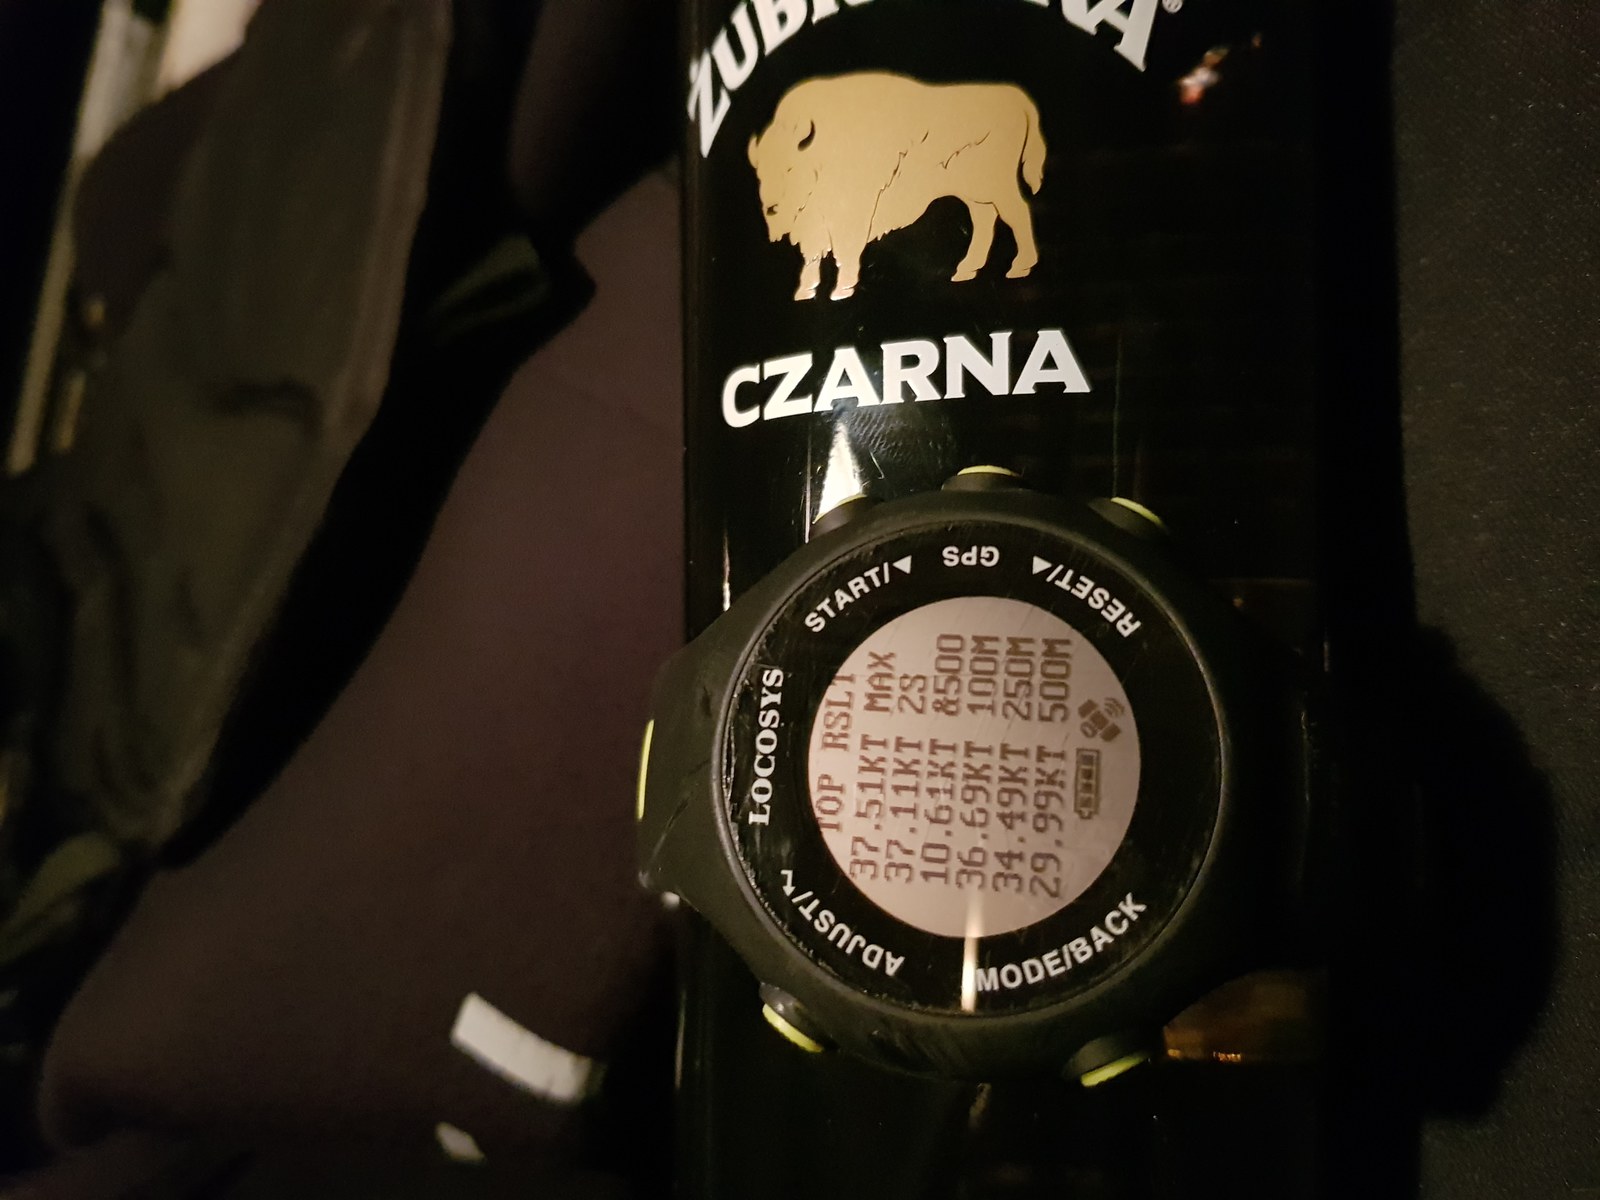 ŻUBRÓWKA®
CZARNA
START/◀
GPS
RESET/▶
LOCOSYS
ADJUST/↵
MODE/BACK
TOP RSLT
37.51KT MAX
37.11KT 2S
10.61KT &500
36.69KT 100M
34.49KT 250M
29.99KT 500M